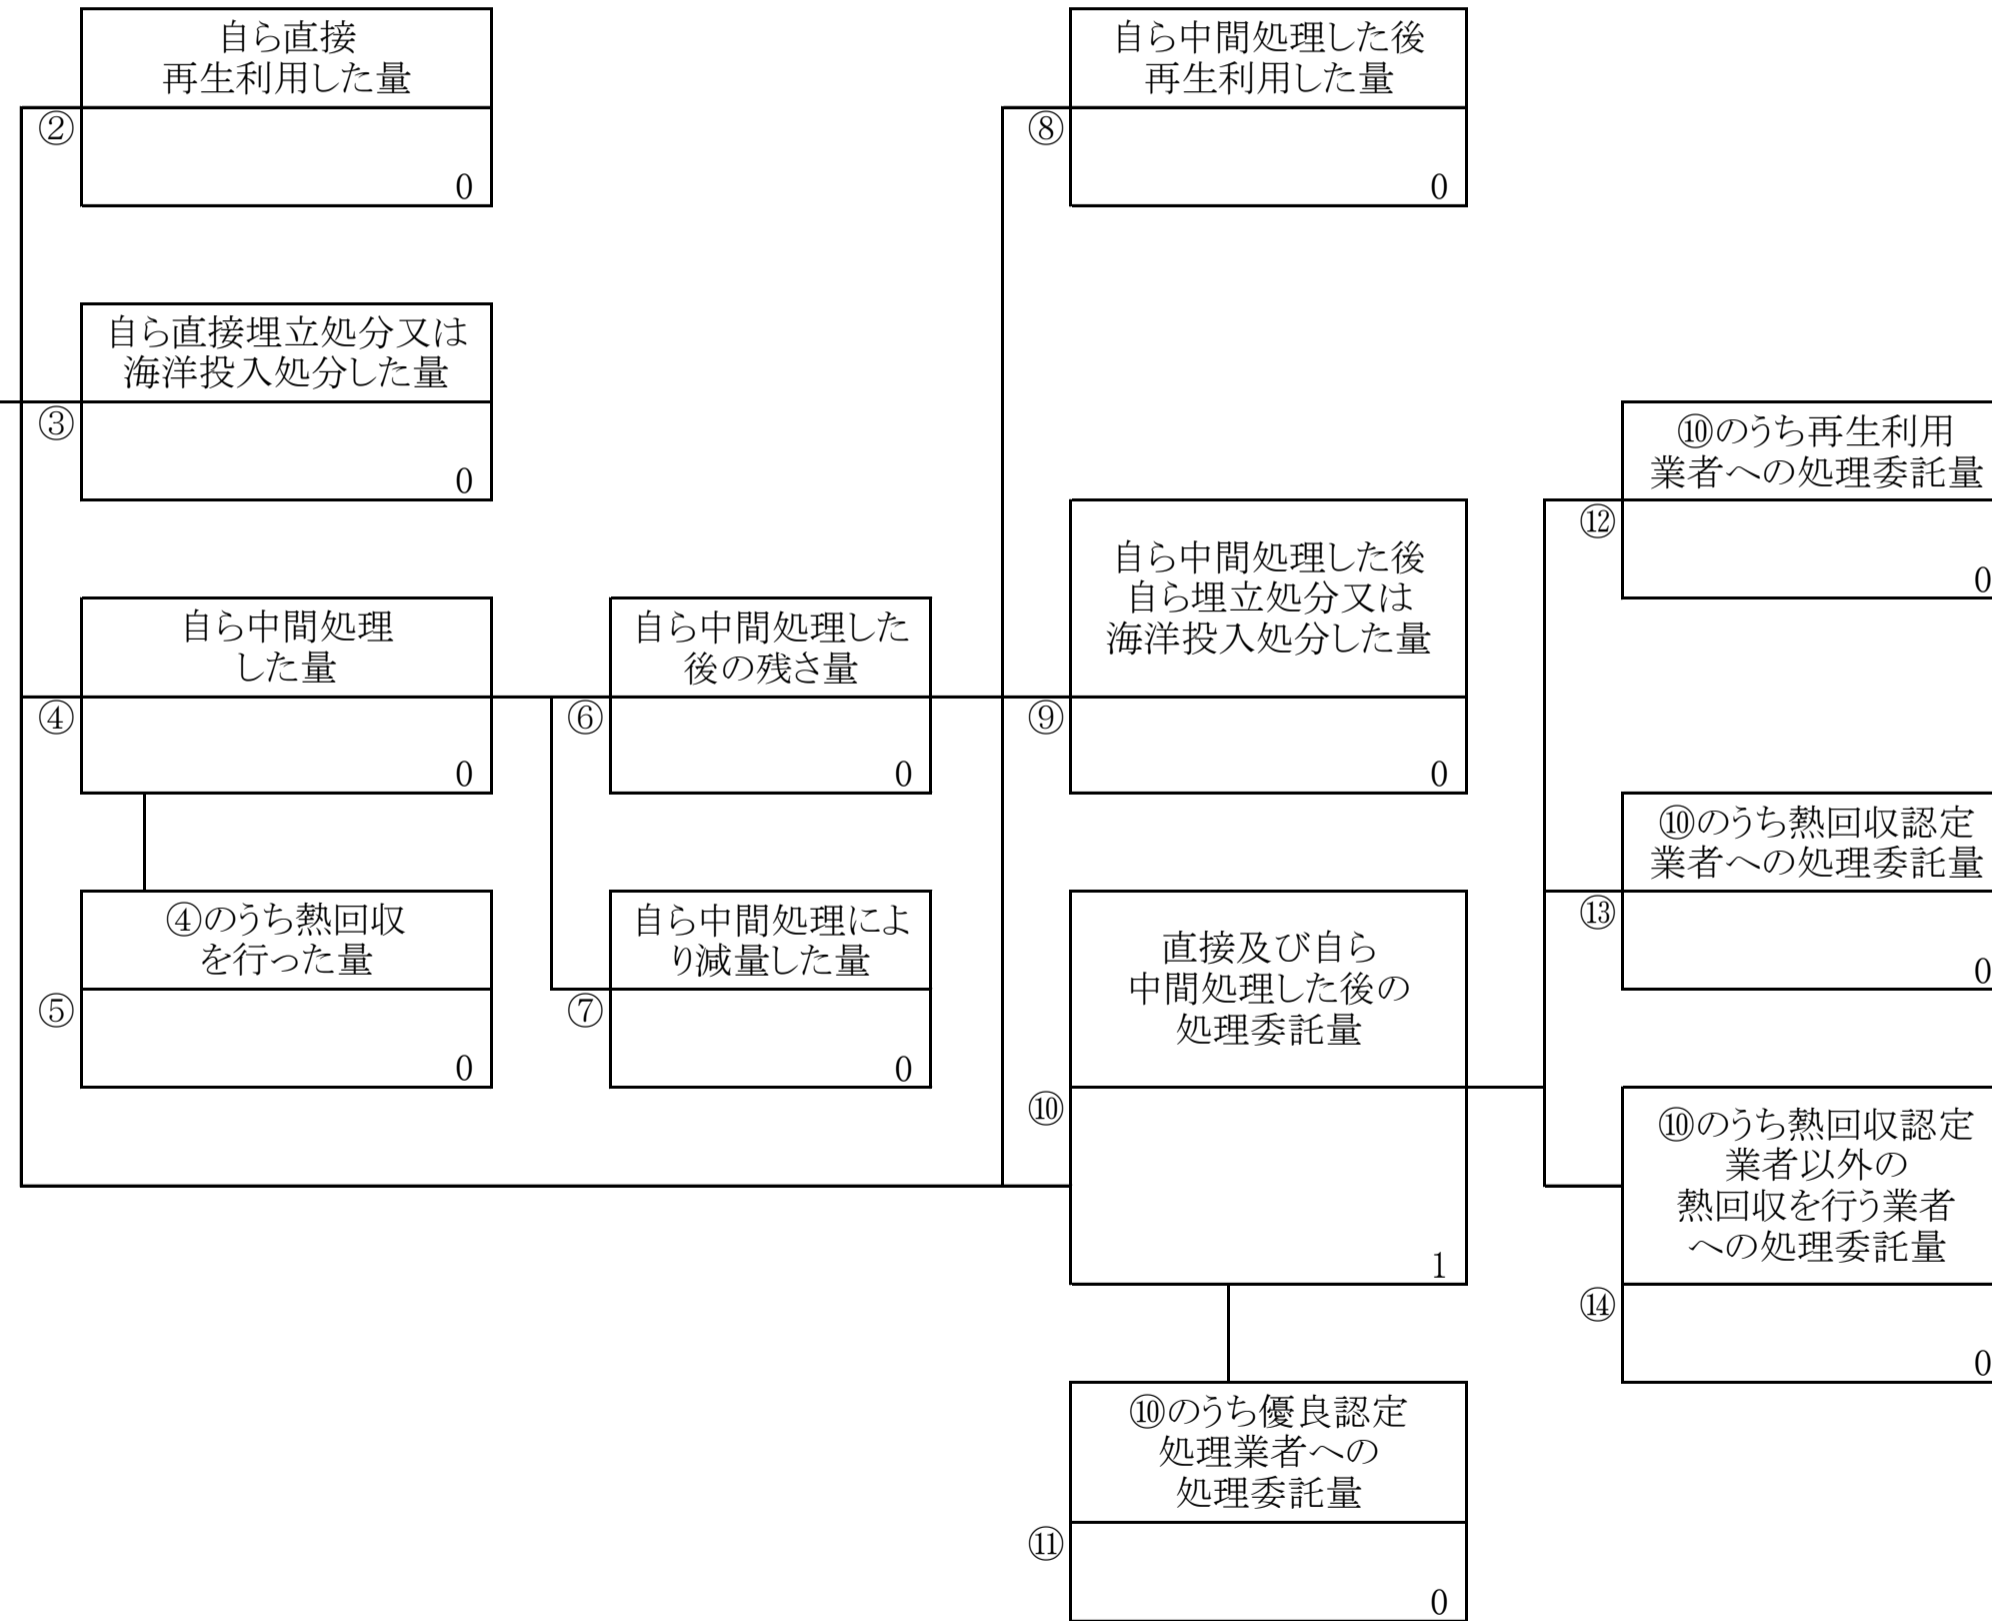 自ら直接
再生利用した量
②
0
自ら直接埋立処分又は
海洋投入処分した量
③
0
自ら中間処理
した量
④
0
④のうち熱回収
を行った量
⑤
0
自ら中間処理した
後の残さ量
⑥
0
自ら中間処理によ
り減量した量
⑦
0
自ら中間処理した後
再生利用した量
⑧
0
自ら中間処理した後
自ら埋立処分又は
海洋投入処分した量
⑨
0
直接及び自ら
中間処理した後の
処理委託量
⑩
1
⑩のうち優良認定
処理業者への
処理委託量
⑪
0
⑩のうち再生利用
業者への処理委託量
⑫
0
⑩のうち熱回収認定
業者への処理委託量
⑬
0
⑩のうち熱回収認定
業者以外の
熱回収を行う業者
への処理委託量
⑭
0